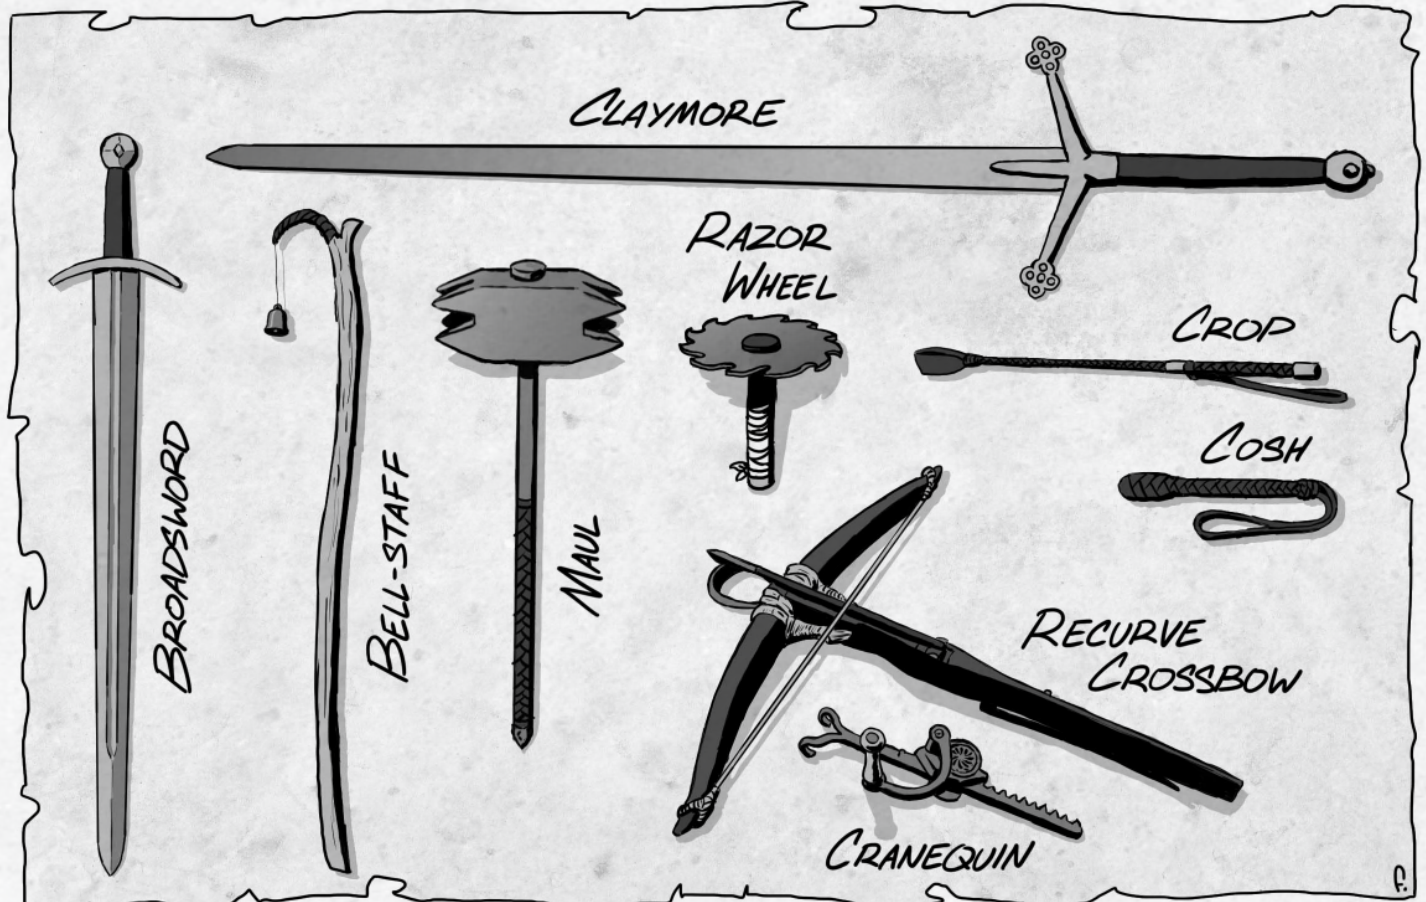 CLAYMORE
RAZOR
WHEEL
CROP
COSH
BROADSWORD
BELL-STAFF
MAUL
RECURVE
CROSSBOW
CRANEQUIN
F.